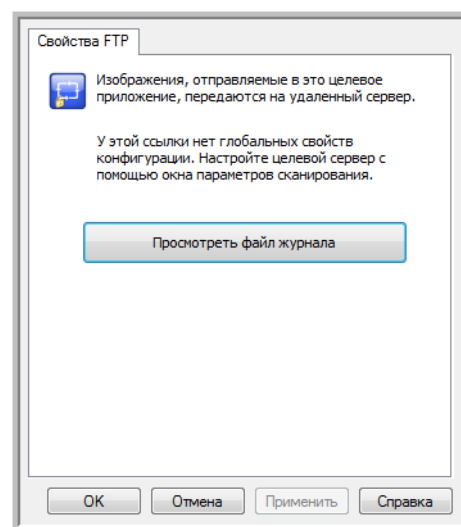 Свойства FTP
Изображения, отправляемые в это целевое
приложение, передаются на удаленный сервер.
У этой ссылки нет глобальных свойств
конфигурации. Настройте целевой сервер с
помощью окна параметров сканирования.
Просмотреть файл журнала
OK Отмена Применить Справка